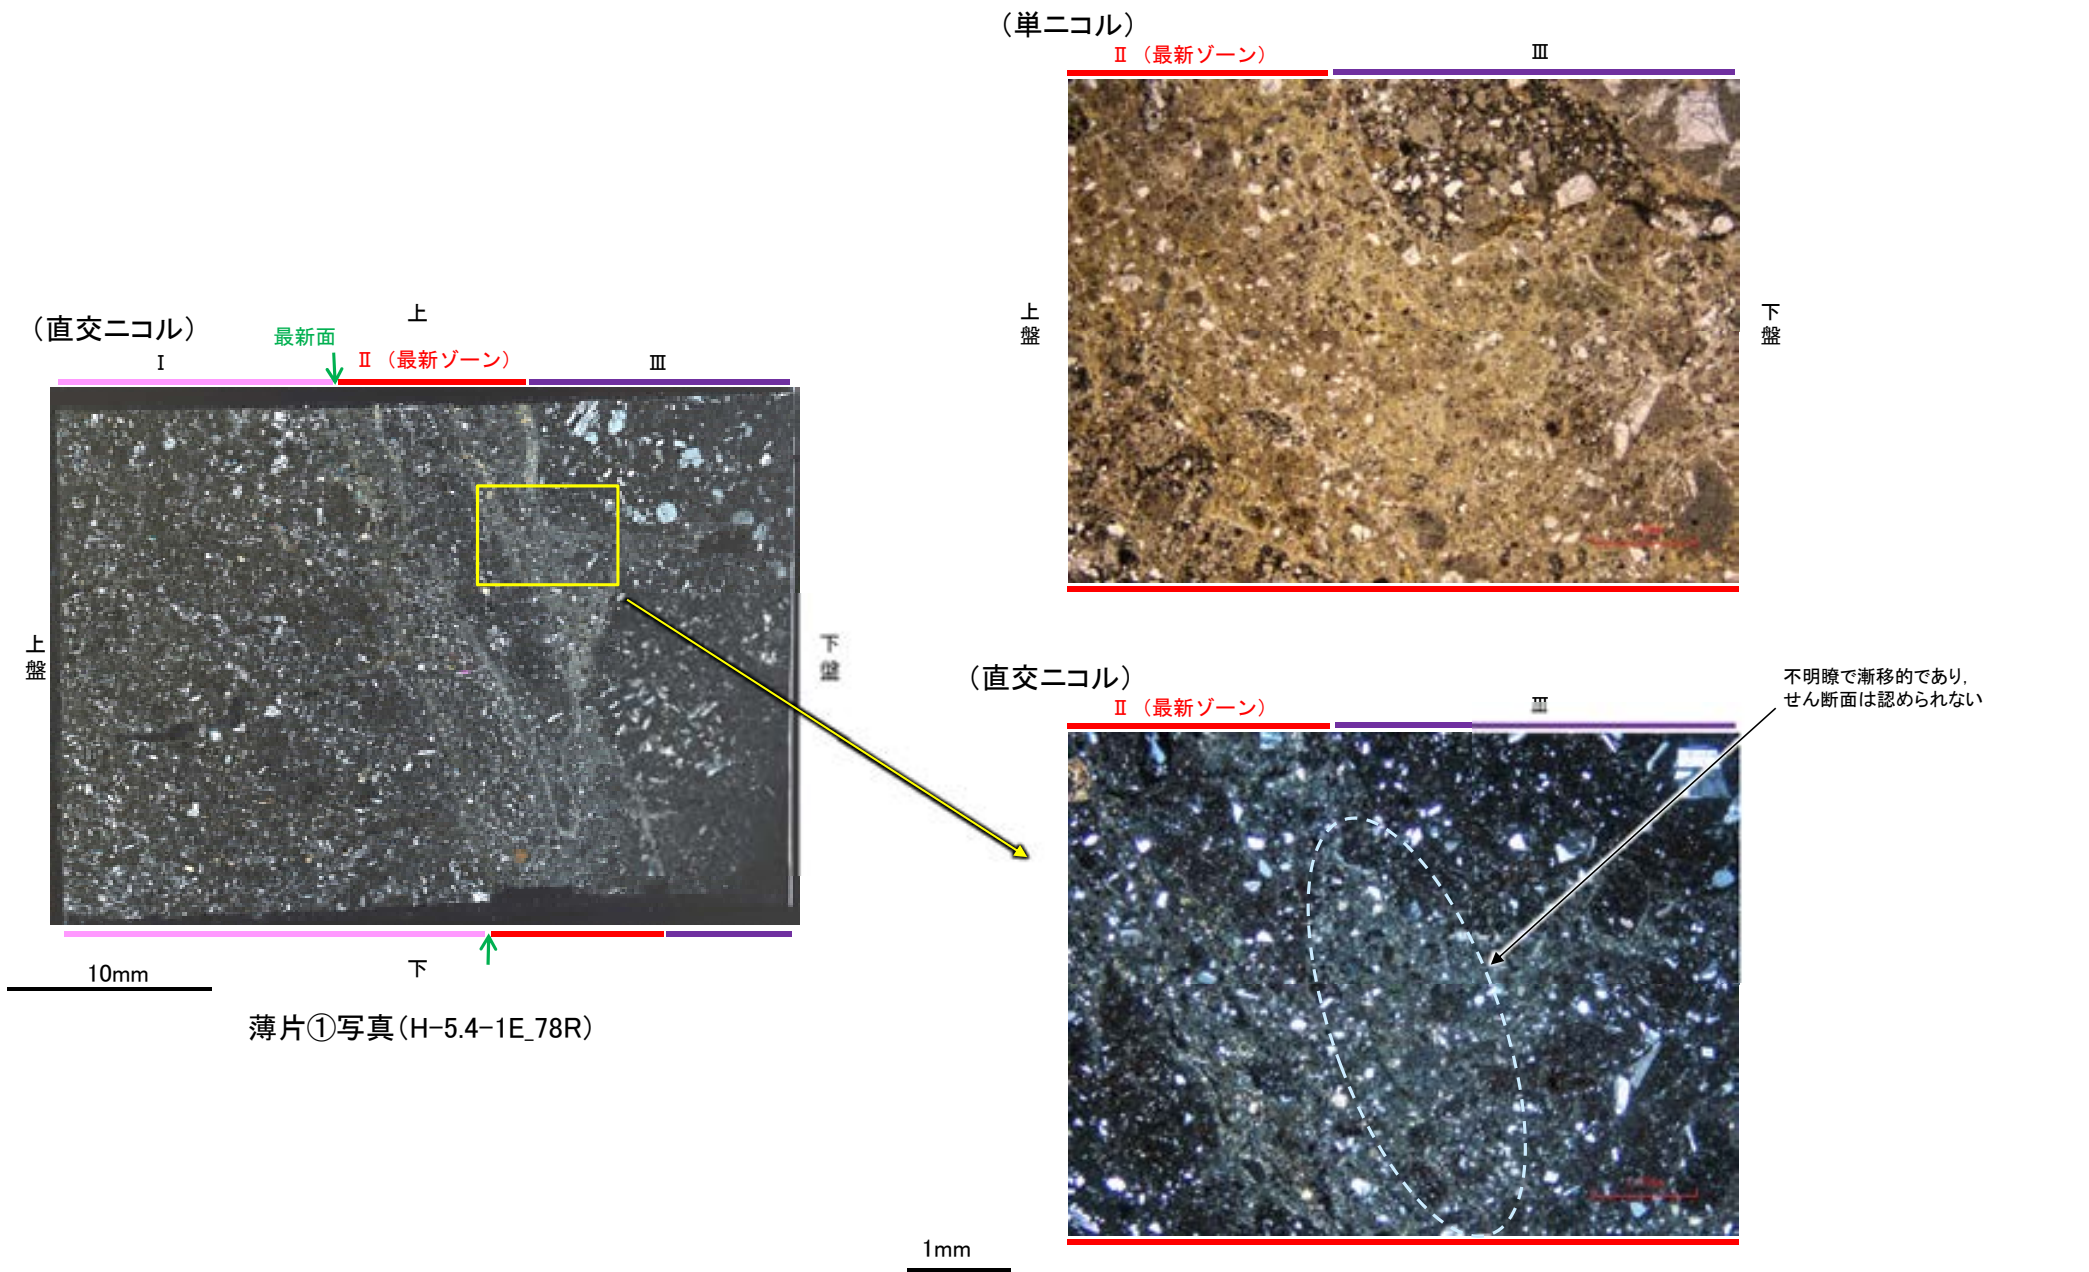 （単ニコル）
Ⅱ（最新ゾーン）
Ⅲ
上盤
下盤
（直交ニコル）
上
最新面
Ⅰ
Ⅱ（最新ゾーン）
Ⅲ
上盤
下盤
下
10mm
薄片①写真(H-5.4-1E_78R)
（直交ニコル）
Ⅱ（最新ゾーン）
Ⅲ
不明瞭で漸移的であり,
せん断面は認められない
1mm